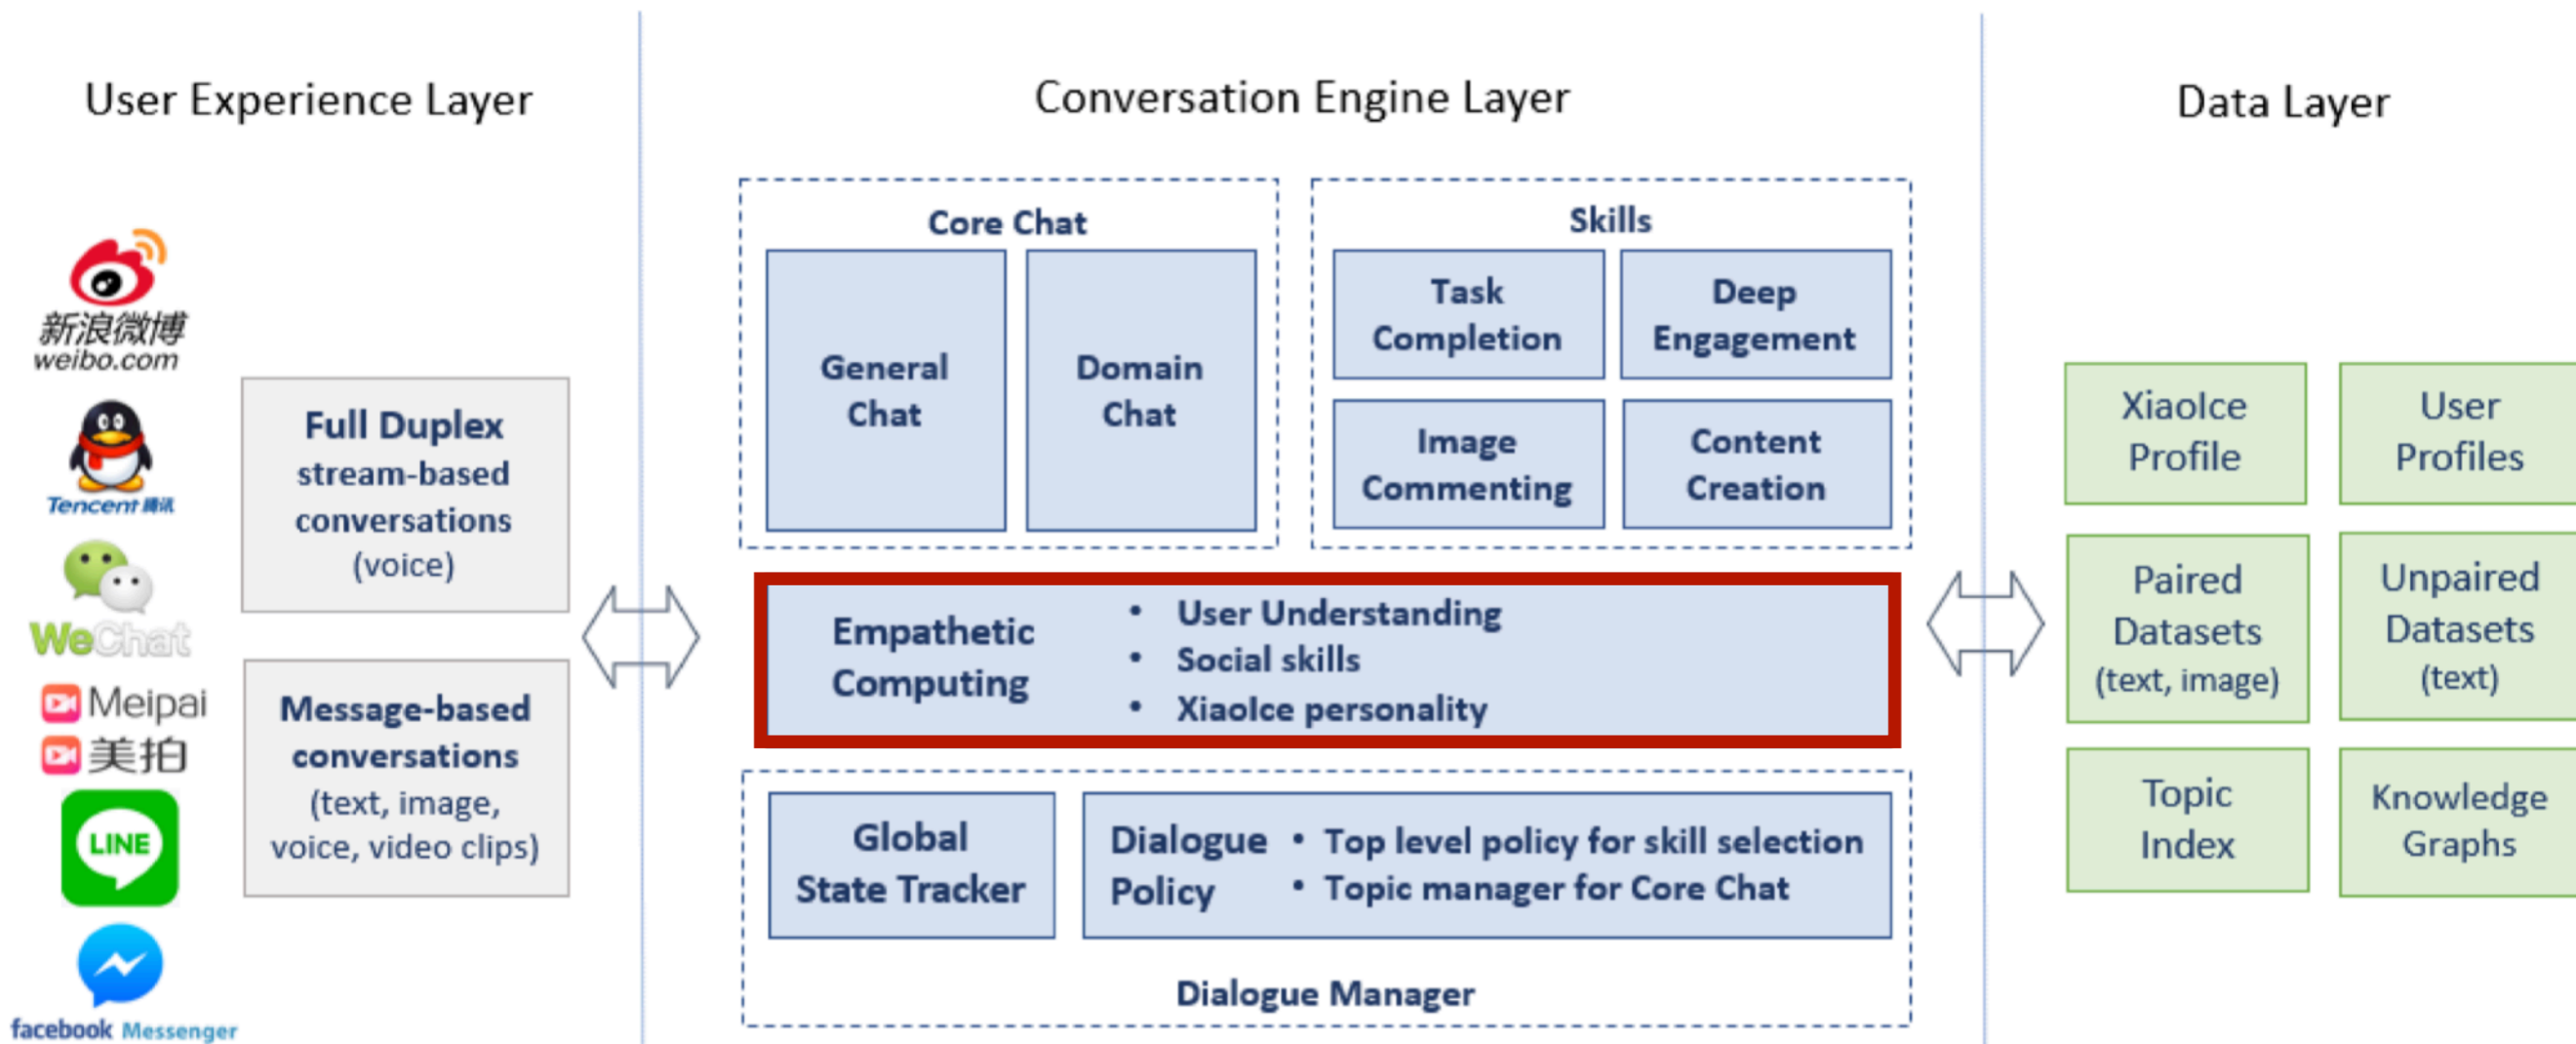 User Experience Layer
Conversation Engine Layer
Data Layer
新浪微博
weibo.com
Tencent 腾讯
WeChat
Meipai
美拍
LINE
facebook Messenger
Full Duplex
stream-based
conversations
(voice)
Message-based
conversations
(text, image,
voice, video clips)
Core Chat
General
Chat
Domain
Chat
Skills
Task
Completion
Deep
Engagement
Image
Commenting
Content
Creation
Empathetic
Computing
• User Understanding
• Social skills
• XiaoIce personality
Global
State Tracker
Dialogue
Policy
• Top level policy for skill selection
• Topic manager for Core Chat
Dialogue Manager
XiaoIce
Profile
User
Profiles
Paired
Datasets
(text, image)
Unpaired
Datasets
(text)
Topic
Index
Knowledge
Graphs